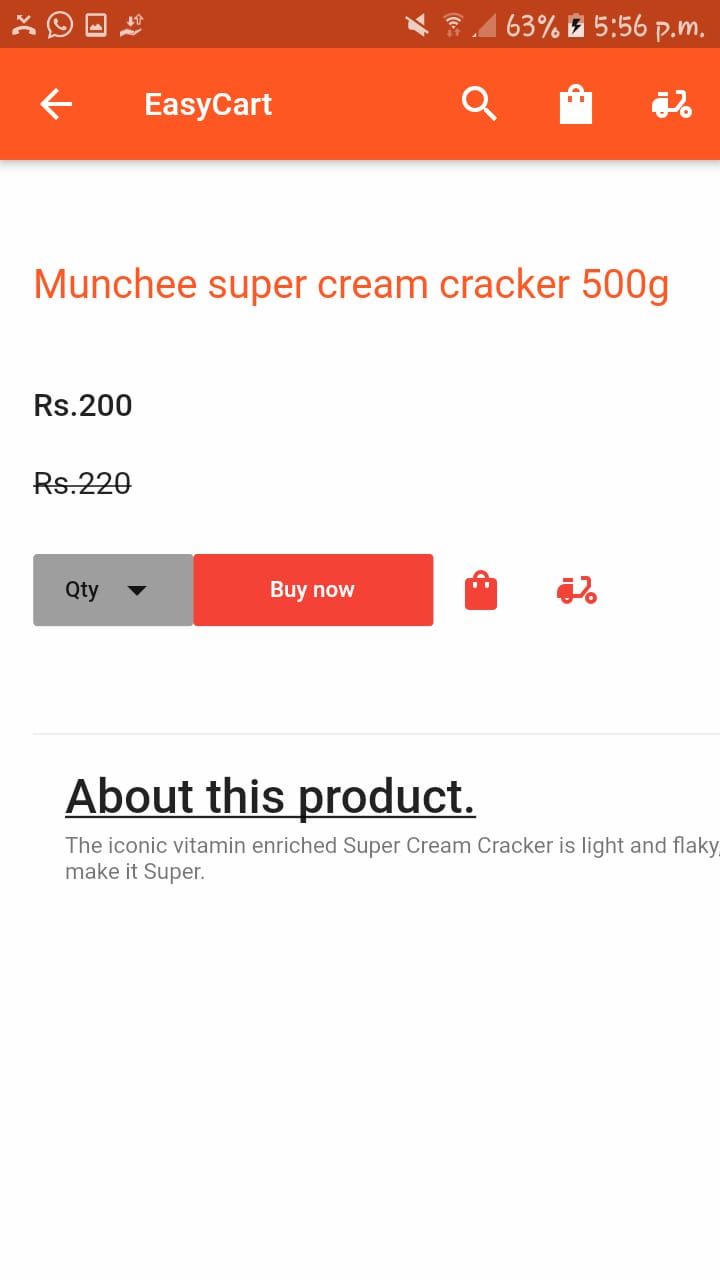 63% 5:56 p.m.
EasyCart
Munchee super cream cracker 500g
Rs.200
Rs.220
Qty Buy now
About this product.
The iconic vitamin enriched Super Cream Cracker is light and flaky,
make it Super.